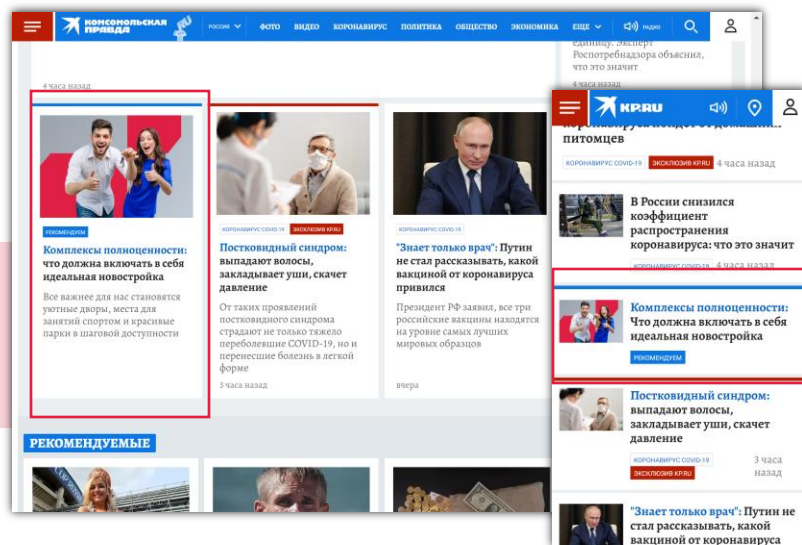 КОМСОМОЛЬСКАЯ
ПРАВДА
РОССИЯ
ФОТО
ВИДЕО
КОРОНАВИРУС
ПОЛИТИКА
ОБЩЕСТВО
ЭКОНОМИКА
ЕЩЕ
РАДИО
4 часа назад
единицу. Эксперт
Роспотребнадзора объяснил,
что это значит
4 часа назад
РЕКОМЕНДУЕМ
Комплексы полноценности:
что должна включать в себя
идеальная новостройка
Все важнее для нас становятся
уютные дворы, места для
занятий спортом и красивые
парки в шаговой доступности
КОРОНАВИРУС COVID-19 ЭКСКЛЮЗИВ KP.RU
Постковидный синдром:
выпадают волосы,
закладывает уши, скачет
давление
От таких проявлений
постковидного синдрома
страдают не только тяжело
переболевшие COVID-19, но и
перенесшие болезнь в легкой
форме
3 часа назад
КОРОНАВИРУС COVID-19
"Знает только врач": Путин
не стал рассказывать, какой
вакциной от коронавируса
привился
Президент РФ заявил, все три
российские вакцины находятся
на уровне самых лучших
мировых образцов
вчера
РЕКОМЕНДУЕМЫЕ
KP.RU
питомцев
КОРОНАВИРУС COVID-19 ЭКСКЛЮЗИВ KP.RU 4 часа назад
В России снизился
коэффициент
распространения
коронавируса: что это значит
КОРОНАВИРУС COVID-19 4 часа назад
Комплексы полноценности:
Что должна включать в себя
идеальная новостройка
РЕКОМЕНДУЕМ
Постковидный синдром:
выпадают волосы,
закладывает уши, скачет
давление
КОРОНАВИРУС COVID-19
ЭКСКЛЮЗИВ KP.RU
3 часа
назад
"Знает только врач": Путин не
стал рассказывать, какой
вакциной от коронавируса